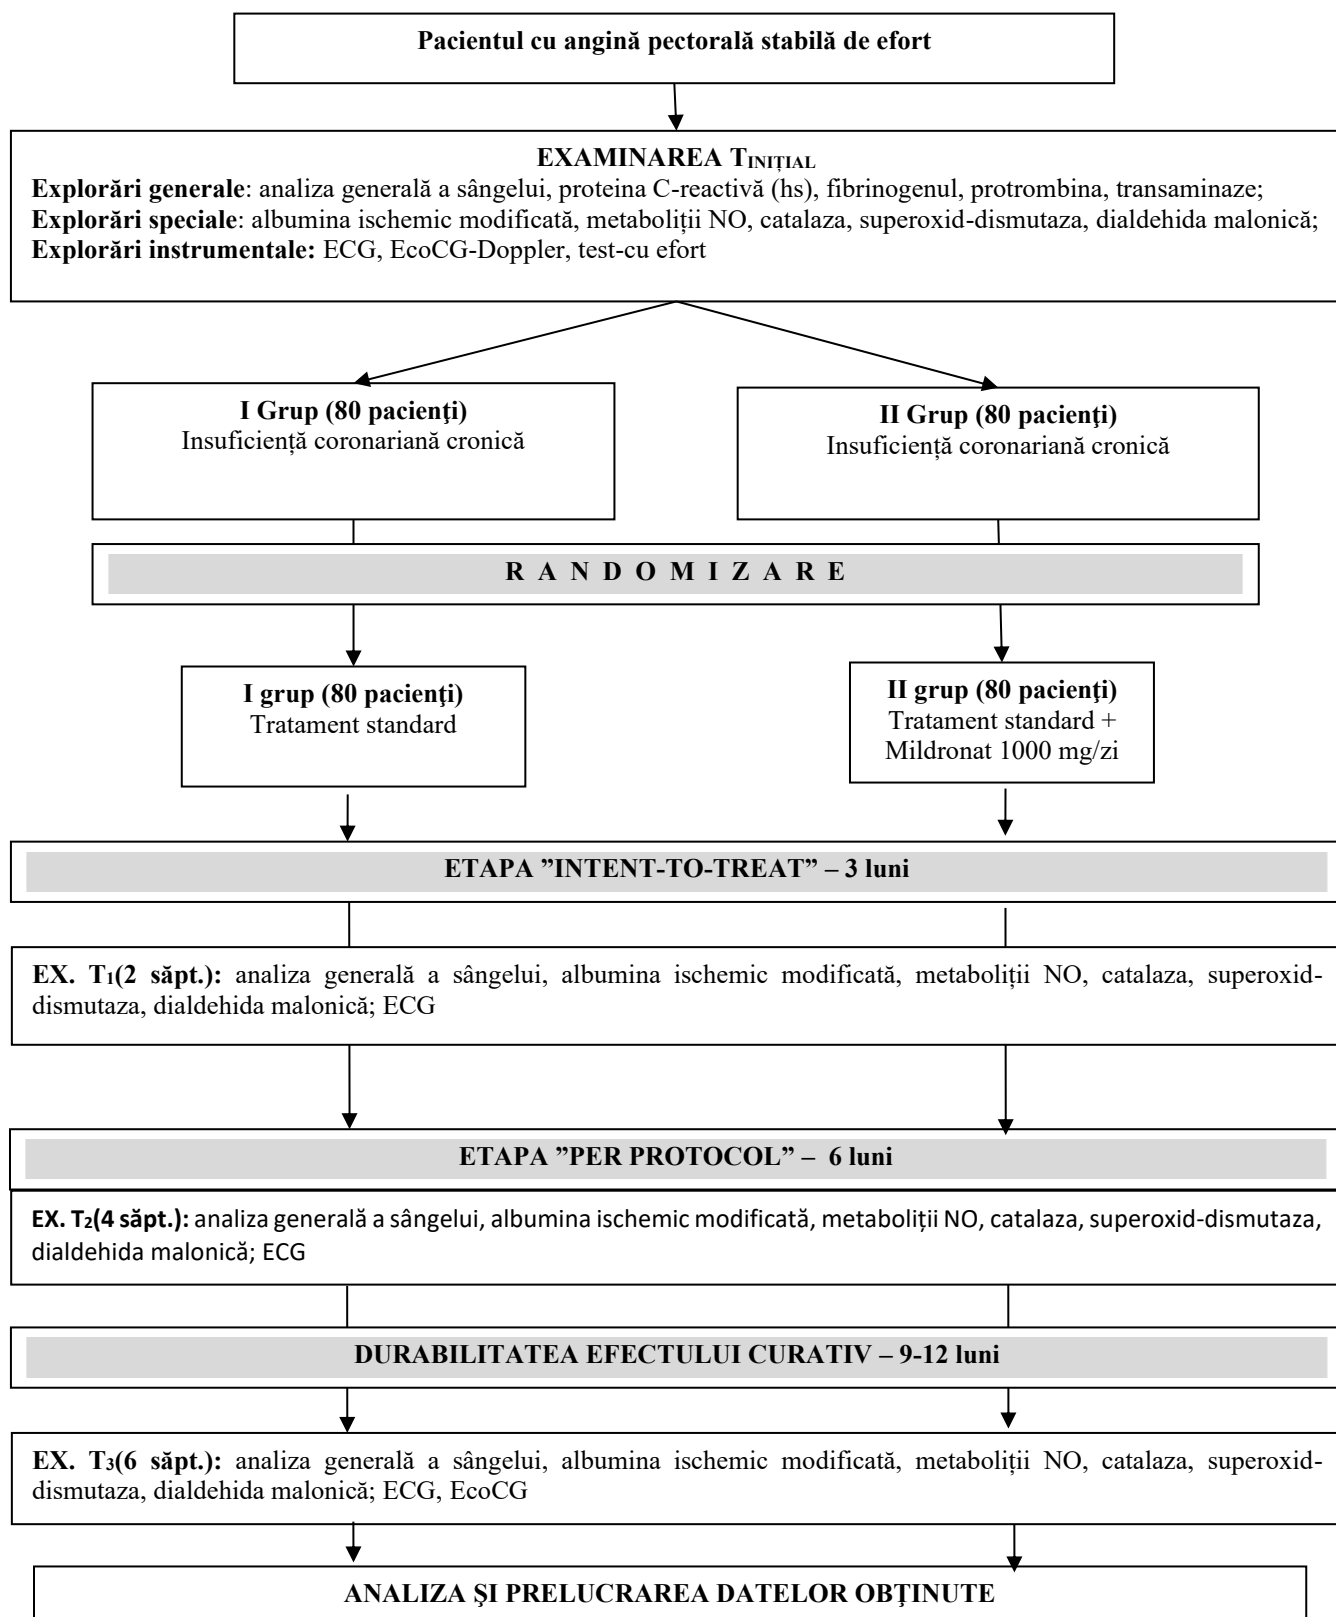 Pacientul cu angină pectorală stabilă de efort
EXAMINAREA TINIȚIAL
Explorări generale: analiza generală a sângelui, proteina C-reactivă (hs), fibrinogenul, protrombina, transaminaze;
Explorări speciale: albumina ischemic modificată, metaboliții NO, catalaza, superoxid-dismutaza, dialdehida malonică;
Explorări instrumentale: ECG, EcoCG-Doppler, test-cu efort
I Grup (80 pacienţi)
Insuficiență coronariană cronică
II Grup (80 pacienţi)
Insuficiență coronariană cronică
R A N D O M I Z A R E
I grup (80 pacienţi)
Tratament standard
II grup (80 pacienţi)
Tratament standard +
Mildronat 1000 mg/zi
ETAPA ”INTENT-TO-TREAT” – 3 luni
EX. T1(2 săpt.): analiza generală a sângelui, albumina ischemic modificată, metaboliții NO, catalaza, superoxid-
dismutaza, dialdehida malonică; ECG
ETAPA ”PER PROTOCOL” – 6 luni
EX. T2(4 săpt.): analiza generală a sângelui, albumina ischemic modificată, metaboliții NO, catalaza, superoxid-dismutaza,
dialdehida malonică; ECG
DURABILITATEA EFECTULUI CURATIV – 9-12 luni
EX. T3(6 săpt.): analiza generală a sângelui, albumina ischemic modificată, metaboliții NO, catalaza, superoxid-
dismutaza, dialdehida malonică; ECG, EcoCG
ANALIZA ŞI PRELUCRAREA DATELOR OBŢINUTE